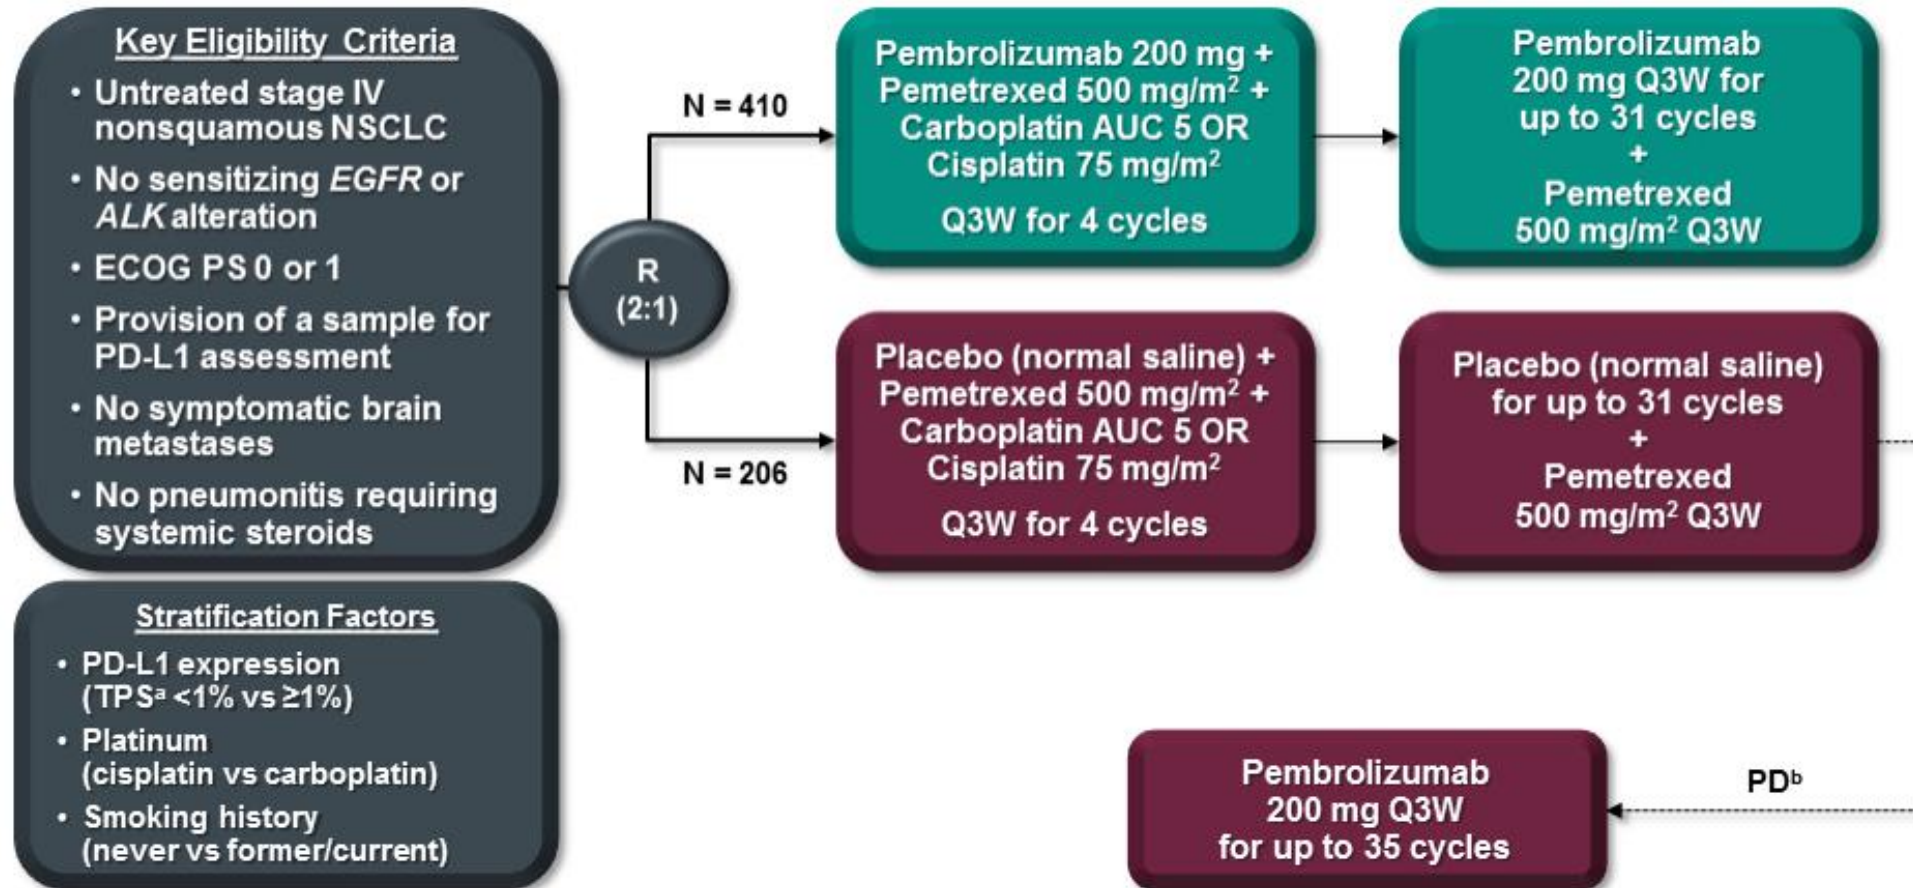 Key Eligibility Criteria
• Untreated stage IV
nonsquamous NSCLC
• No sensitizing EGFR or
ALK alteration
• ECOG PS 0 or 1
• Provision of a sample for
PD-L1 assessment
• No symptomatic brain
metastases
• No pneumonitis requiring
systemic steroids
Stratification Factors
• PD-L1 expression
(TPSᵃ <1% vs ≥1%)
• Platinum
(cisplatin vs carboplatin)
• Smoking history
(never vs former/current)
R
(2:1)
N = 410
Pembrolizumab 200 mg +
Pemetrexed 500 mg/m² +
Carboplatin AUC 5 OR
Cisplatin 75 mg/m²
Q3W for 4 cycles
Pembrolizumab
200 mg Q3W for
up to 31 cycles
+
Pemetrexed
500 mg/m² Q3W
N = 206
Placebo (normal saline) +
Pemetrexed 500 mg/m² +
Carboplatin AUC 5 OR
Cisplatin 75 mg/m²
Q3W for 4 cycles
Placebo (normal saline)
for up to 31 cycles
+
Pemetrexed
500 mg/m² Q3W
PDᵇ
Pembrolizumab
200 mg Q3W
for up to 35 cycles